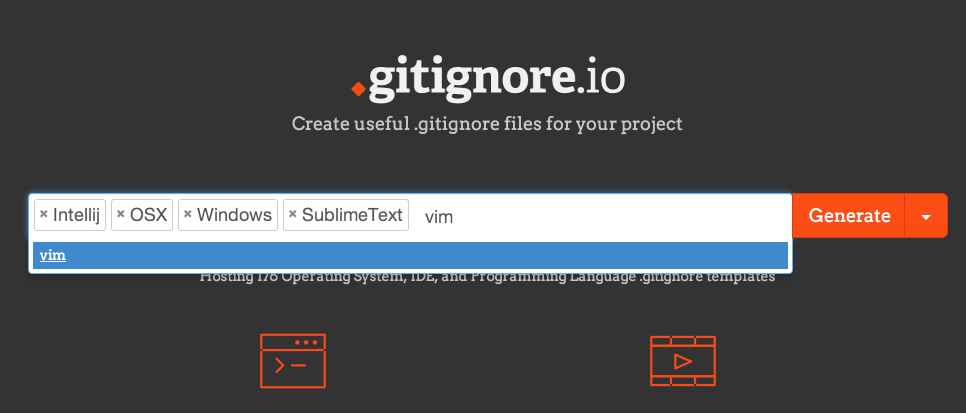 .gitignore.io
Create useful .gitignore files for your project
× Intellij × OSX × Windows × SublimeText vim Generate
vim
Hosting 178 Operating System, IDE, and Programming Language .gitignore templates